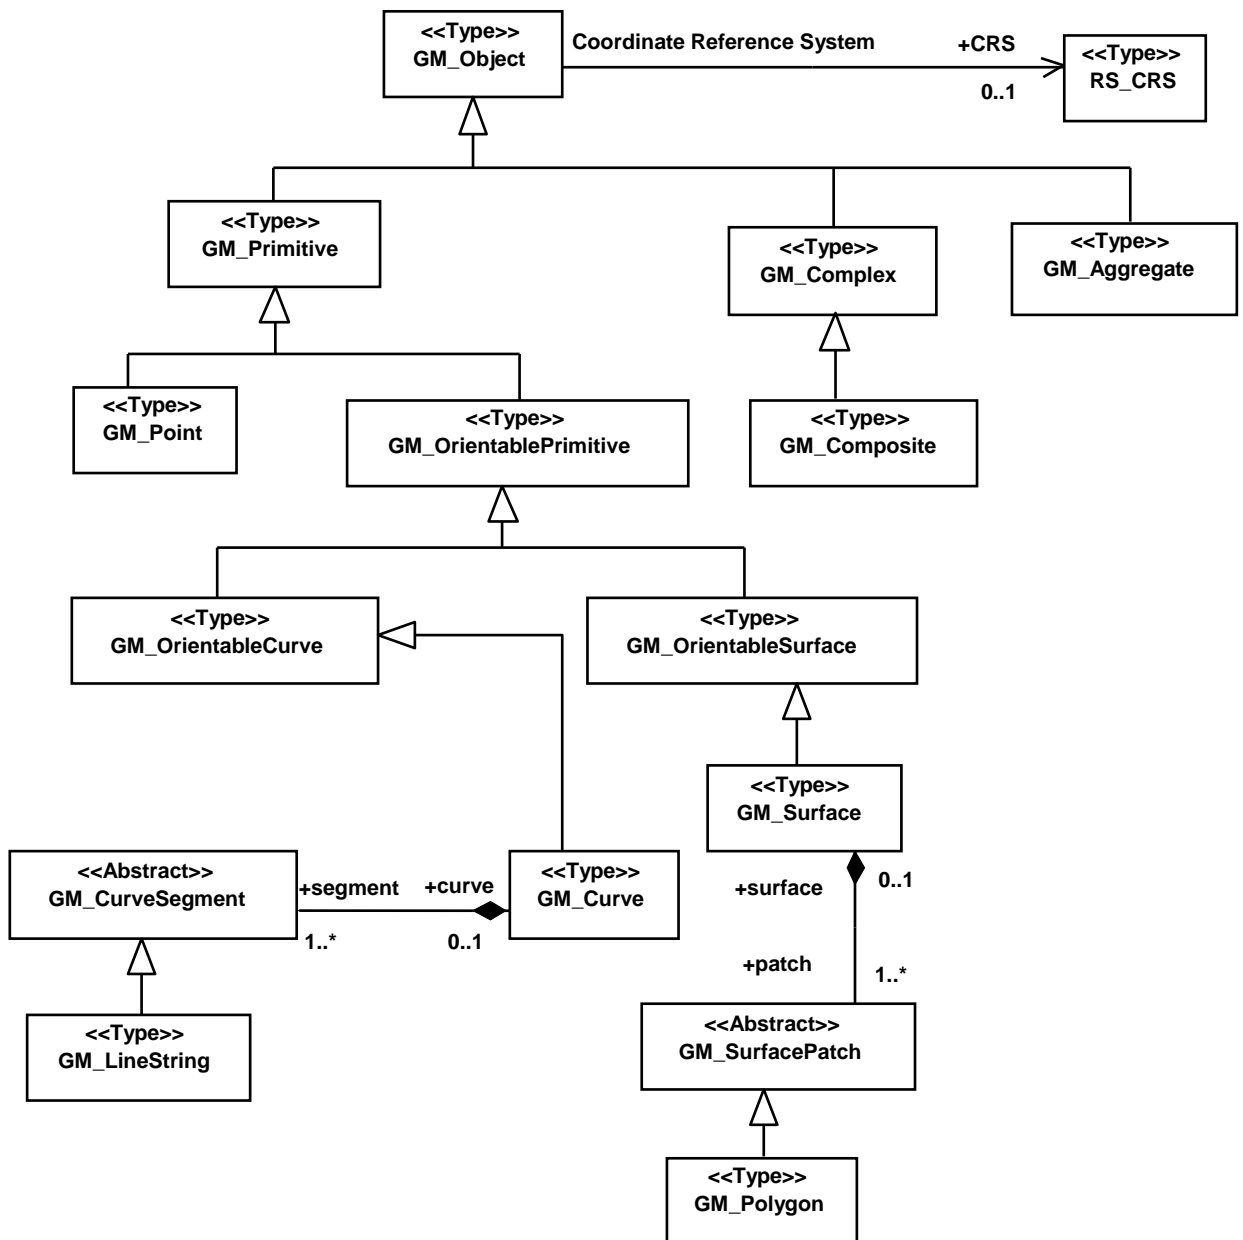 <<Type>>
GM_Object
Coordinate Reference System
+CRS
0..1
<<Type>>
RS_CRS
<<Type>>
GM_Primitive
<<Type>>
GM_Complex
<<Type>>
GM_Aggregate
<<Type>>
GM_Point
<<Type>>
GM_OrientablePrimitive
<<Type>>
GM_Composite
<<Type>>
GM_OrientableCurve
<<Type>>
GM_OrientableSurface
<<Type>>
GM_Surface
<<Abstract>>
GM_CurveSegment
+segment
+curve
1..*
0..1
<<Type>>
GM_Curve
+surface
0..1
+patch
1..*
<<Type>>
GM_LineString
<<Abstract>>
GM_SurfacePatch
<<Type>>
GM_Polygon